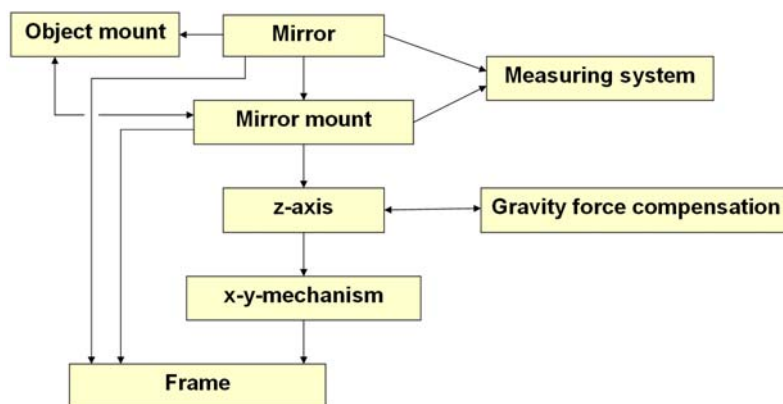 Object mount
Mirror
Measuring system
Mirror mount
z-axis
Gravity force compensation
x-y-mechanism
Frame